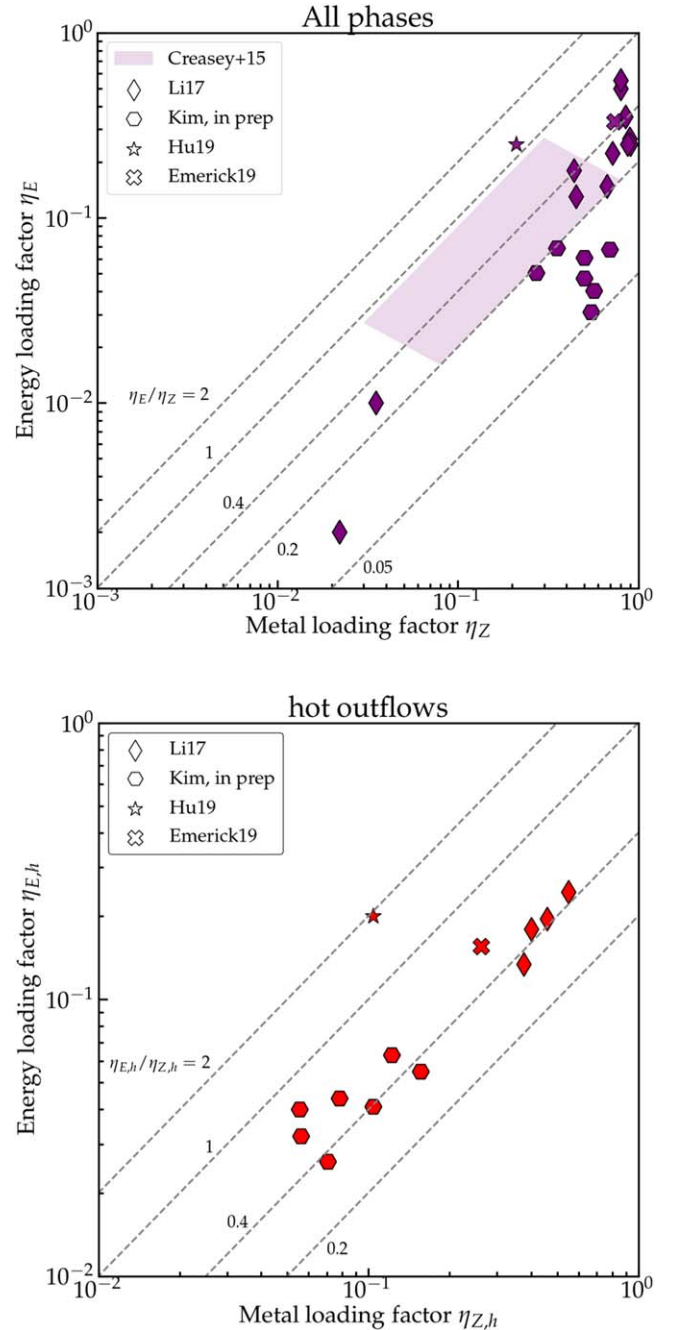 All phases
10^0
Creasey+15
Li17
Kim, in prep
Hu19
Emerick19
Energy loading factor η_E
10^-1
10^-2
η_E/η_Z = 2
1
0.4
0.2
0.05
10^-3
10^-3
10^-2
10^-1
10^0
Metal loading factor η_Z
hot outflows
10^0
Li17
Kim, in prep
Hu19
Emerick19
Energy loading factor η_{E,h}
10^-1
η_{E,h}/η_{Z,h} = 2
1
0.4
0.2
10^-2
10^-2
10^-1
10^0
Metal loading factor η_{Z,h}